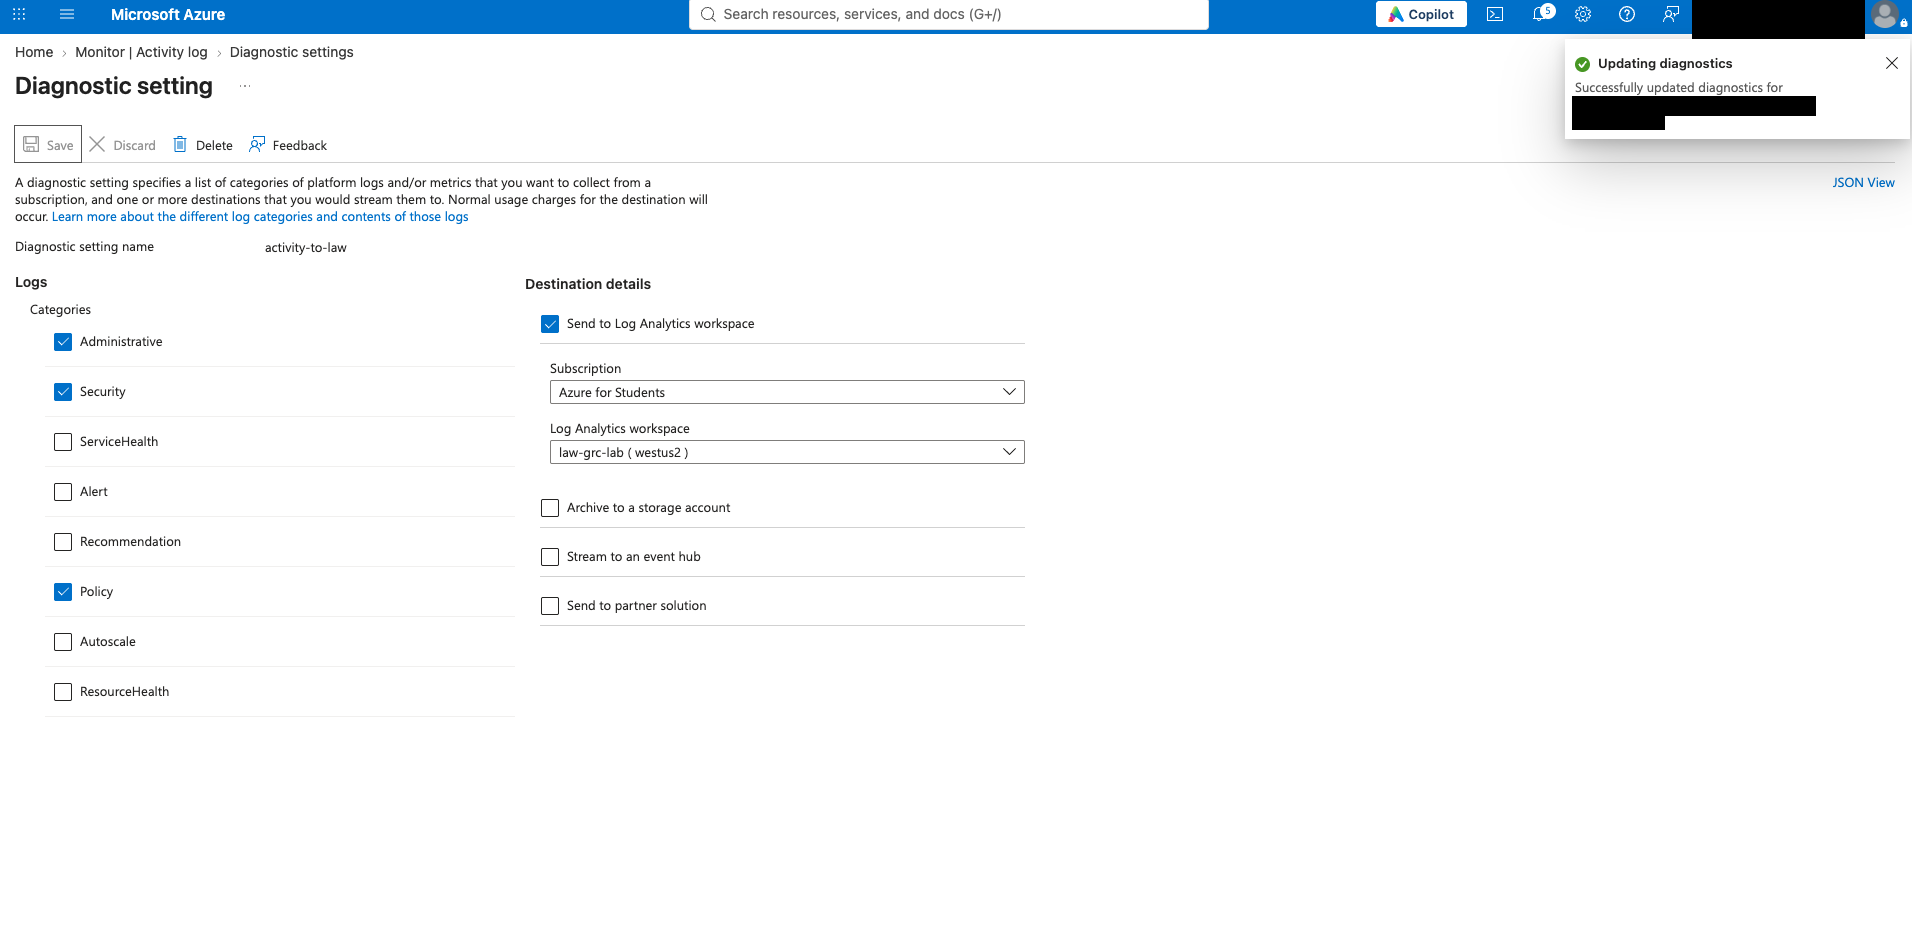 Microsoft Azure
Search resources, services, and docs (G+/)
Copilot
5
Home > Monitor | Activity log > Diagnostic settings
Diagnostic setting ...
Updating diagnostics
Successfully updated diagnostics for
Save
Discard
Delete
Feedback
A diagnostic setting specifies a list of categories of platform logs and/or metrics that you want to collect from a
subscription, and one or more destinations that you would stream them to. Normal usage charges for the destination will
occur. Learn more about the different log categories and contents of those logs
JSON View
Diagnostic setting name
activity-to-law
Logs
Categories
Administrative
Security
ServiceHealth
Alert
Recommendation
Policy
Autoscale
ResourceHealth
Destination details
Send to Log Analytics workspace
Subscription
Azure for Students
Log Analytics workspace
law-grc-lab ( westus2 )
Archive to a storage account
Stream to an event hub
Send to partner solution